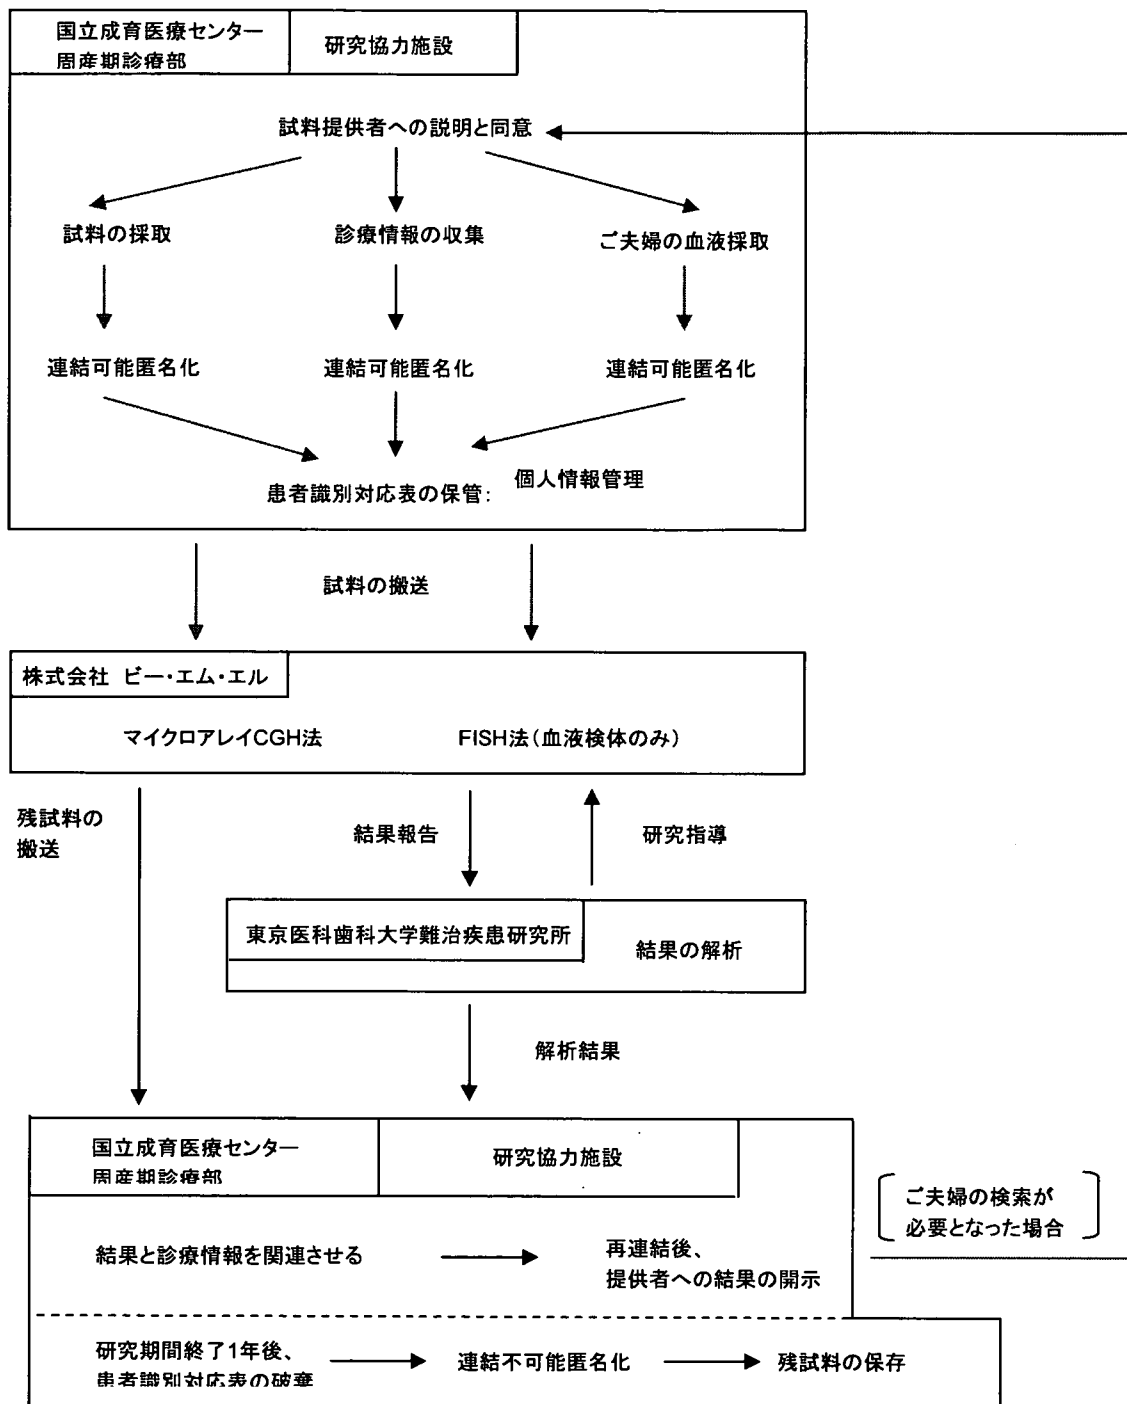 国立成育医療センター
周産期診療部
研究協力施設
試料提供者への説明と同意
試料の採取
診療情報の収集
ご夫婦の血液採取
連結可能匿名化
連結可能匿名化
連結可能匿名化
患者識別対応表の保管:
個人情報管理
試料の搬送
株式会社 ビー・エム・エル
マイクロアレイCGH法
FISH法(血液検体のみ)
残試料の
搬送
結果報告
研究指導
東京医科歯科大学難治疾患研究所
結果の解析
解析結果
国立成育医療センター
周産期診療部
研究協力施設
ご夫婦の検索が
必要となった場合
結果と診療情報を関連させる
再連結後、
提供者への結果の開示
研究期間終了1年後、
患者識別対応表の破棄
連結不可能匿名化
残試料の保存